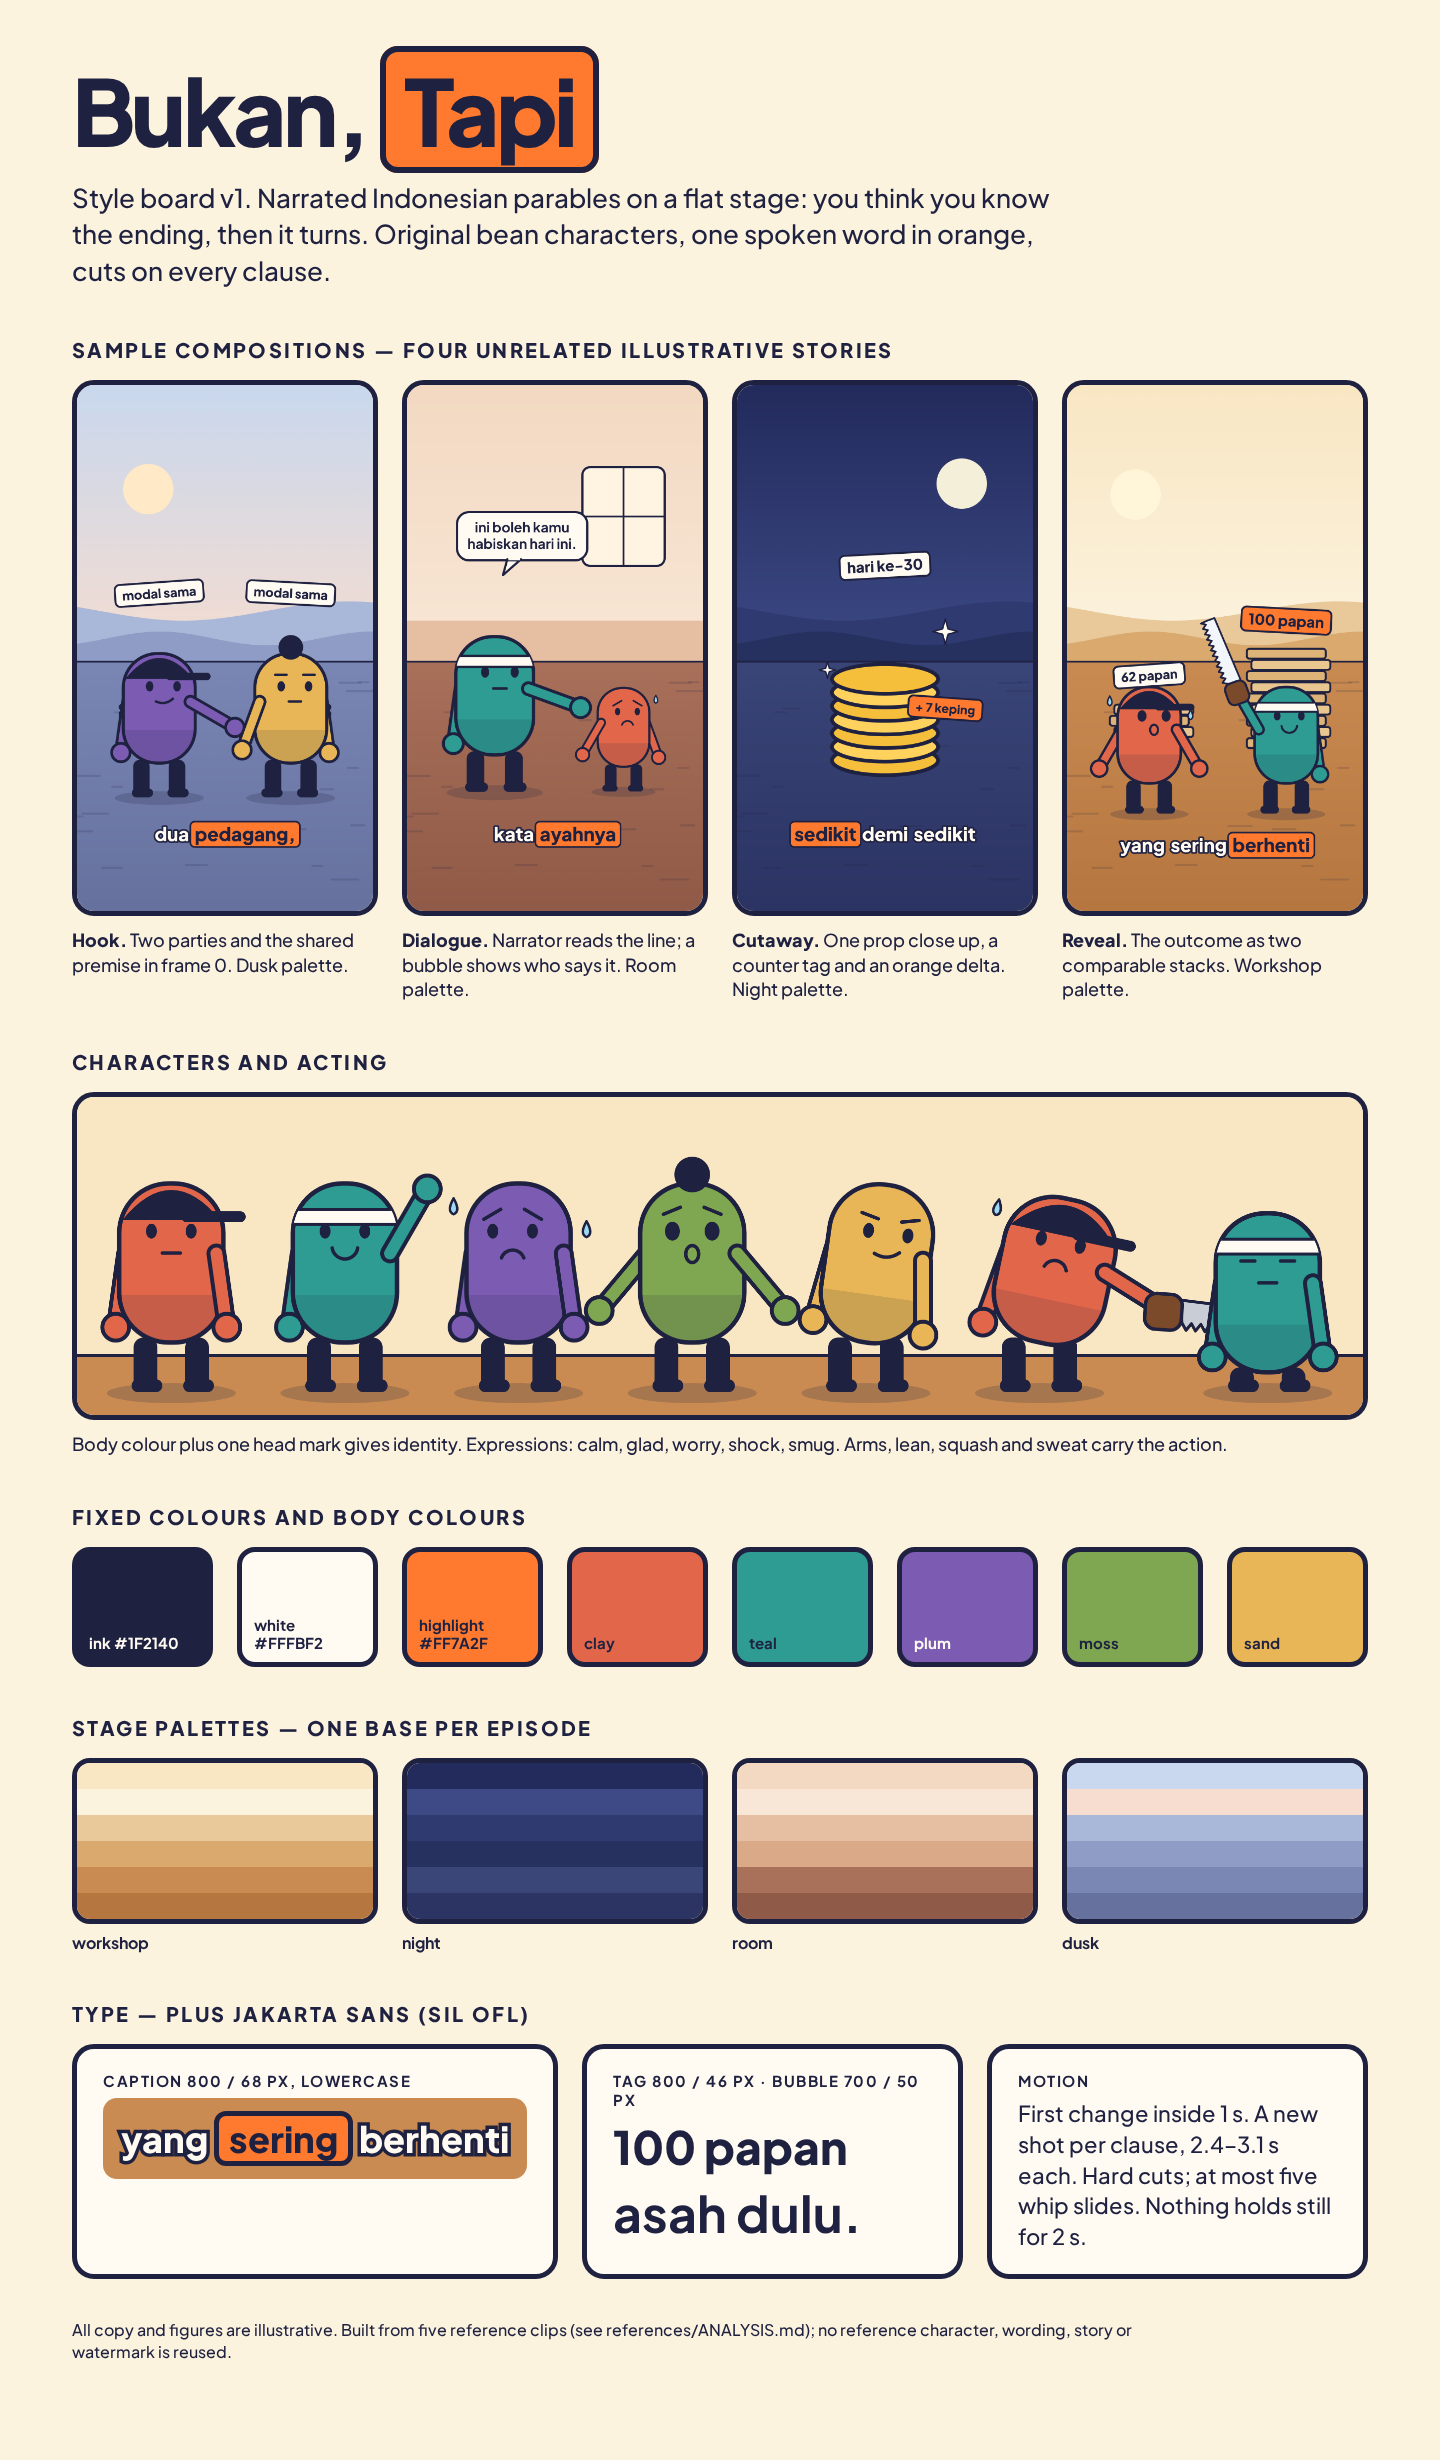 Bukan, Tapi
Style board v1. Narrated Indonesian parables on a flat stage: you think you know
the ending, then it turns. Original bean characters, one spoken word in orange,
cuts on every clause.
SAMPLE COMPOSITIONS — FOUR UNRELATED ILLUSTRATIVE STORIES
modal sama
modal sama
dua pedagang,
ini boleh kamu
habiskan hari ini.
kata ayahnya
hari ke-30
+ 7 keping
sedikit demi sedikit
100 papan
62 papan
yang sering berhenti
Hook. Two parties and the shared
premise in frame 0. Dusk palette.
Dialogue. Narrator reads the line; a
bubble shows who says it. Room
palette.
Cutaway. One prop close up, a
counter tag and an orange delta.
Night palette.
Reveal. The outcome as two
comparable stacks. Workshop
palette.
CHARACTERS AND ACTING
Body colour plus one head mark gives identity. Expressions: calm, glad, worry, shock, smug. Arms, lean, squash and sweat carry the action.
FIXED COLOURS AND BODY COLOURS
ink #1F2140
white
#FFFBF2
highlight
#FF7A2F
clay
teal
plum
moss
sand
STAGE PALETTES — ONE BASE PER EPISODE
workshop
night
room
dusk
TYPE — PLUS JAKARTA SANS (SIL OFL)
CAPTION 800 / 68 PX, LOWERCASE
yang sering berhenti
TAG 800 / 46 PX · BUBBLE 700 / 50
PX
100 papan
asah dulu.
MOTION
First change inside 1 s. A new
shot per clause, 2.4–3.1 s
each. Hard cuts; at most five
whip slides. Nothing holds still
for 2 s.
All copy and figures are illustrative. Built from five reference clips (see references/ANALYSIS.md); no reference character, wording, story or
watermark is reused.